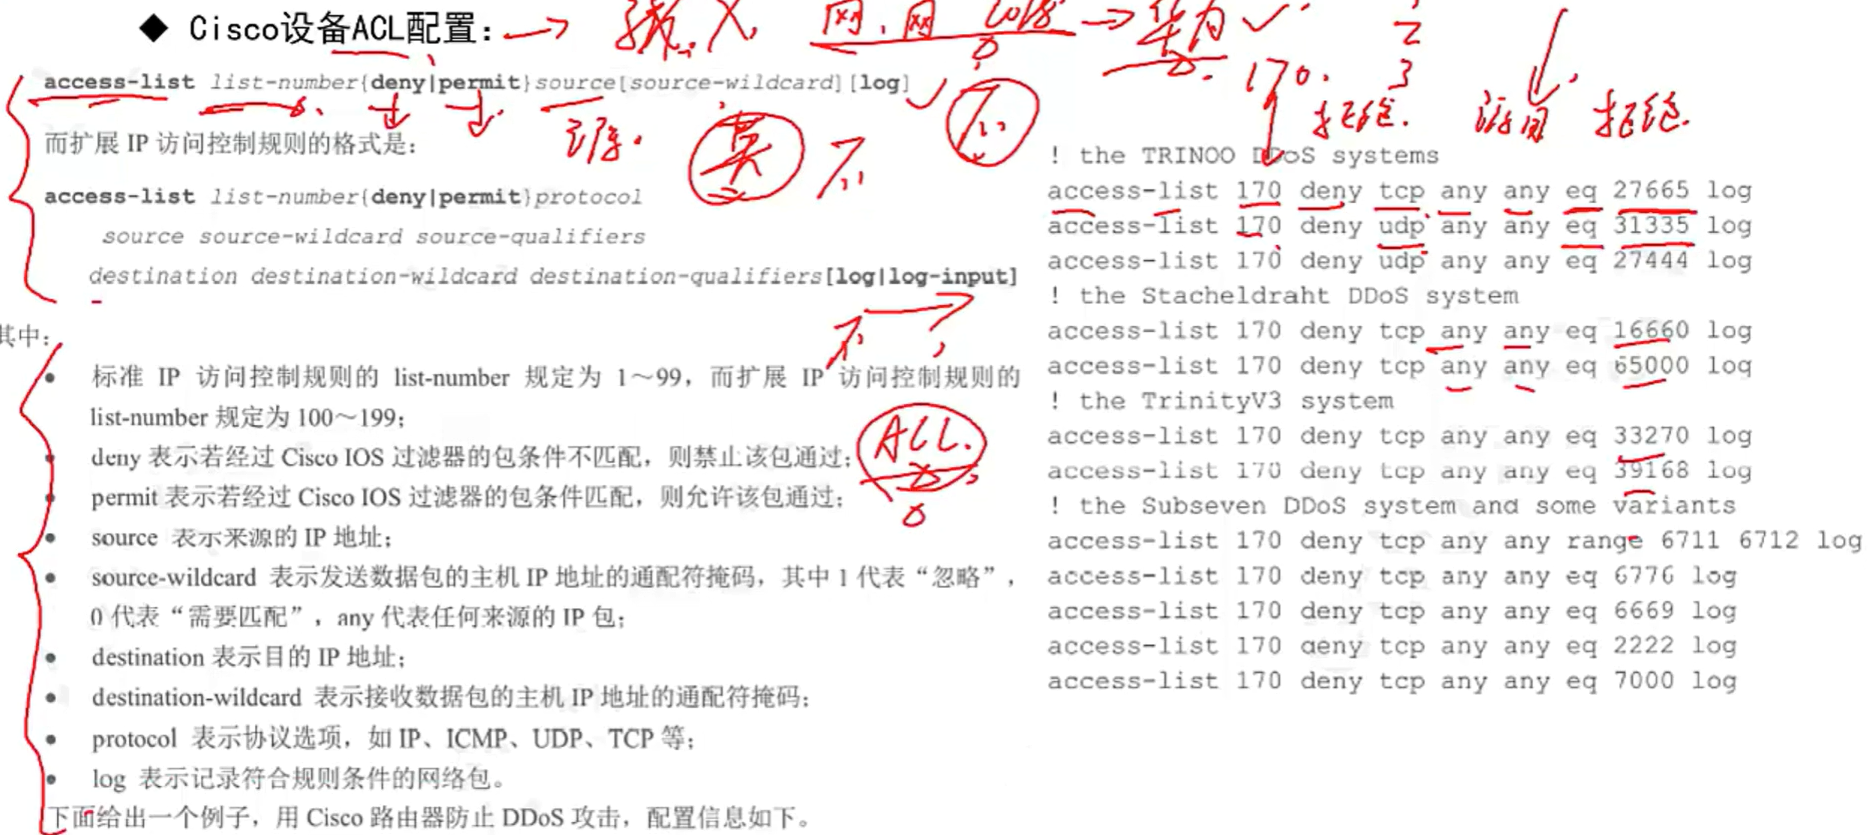 ◆ Cisco设备ACL配置：
access-list list-number{deny|permit}source[source-wildcard][log]
而扩展 IP 访问控制规则的格式是：
access-list list-number{deny|permit}protocol
source source-wildcard source-qualifiers
destination destination-wildcard destination-qualifiers[log|log-input]
其中：
• 标准 IP 访问控制规则的 list-number 规定为 1～99，而扩展 IP 访问控制规则的
list-number 规定为 100～199；
• deny 表示若经过 Cisco IOS 过滤器的包条件不匹配，则禁止该包通过；
• permit 表示若经过 Cisco IOS 过滤器的包条件匹配，则允许该包通过；
• source 表示来源的 IP 地址；
• source-wildcard 表示发送数据包的主机 IP 地址的通配符掩码，其中 1 代表“忽略”，
0 代表“需要匹配”，any 代表任何来源的 IP 包；
• destination 表示目的 IP 地址；
• destination-wildcard 表示接收数据包的主机 IP 地址的通配符掩码；
• protocol 表示协议选项，如 IP、ICMP、UDP、TCP 等；
• log 表示记录符合规则条件的网络包。
下面给出一个例子，用 Cisco 路由器防止 DDoS 攻击，配置信息如下。
华为
170.
2
3
拒绝.
拒绝.
ACL.
! the TRINOO DDoS systems
access-list 170 deny tcp any any eq 27665 log
access-list 170 deny udp any any eq 31335 log
access-list 170 deny udp any any eq 27444 log
! the Stacheldraht DDoS system
access-list 170 deny tcp any any eq 16660 log
access-list 170 deny tcp any any eq 65000 log
! the TrinityV3 system
access-list 170 deny tcp any any eq 33270 log
access-list 170 deny tcp any any eq 39168 log
! the Subseven DDoS system and some variants
access-list 170 deny tcp any any range 6711 6712 log
access-list 170 deny tcp any any eq 6776 log
access-list 170 deny tcp any any eq 6669 log
access-list 170 deny tcp any any eq 2222 log
access-list 170 deny tcp any any eq 7000 log